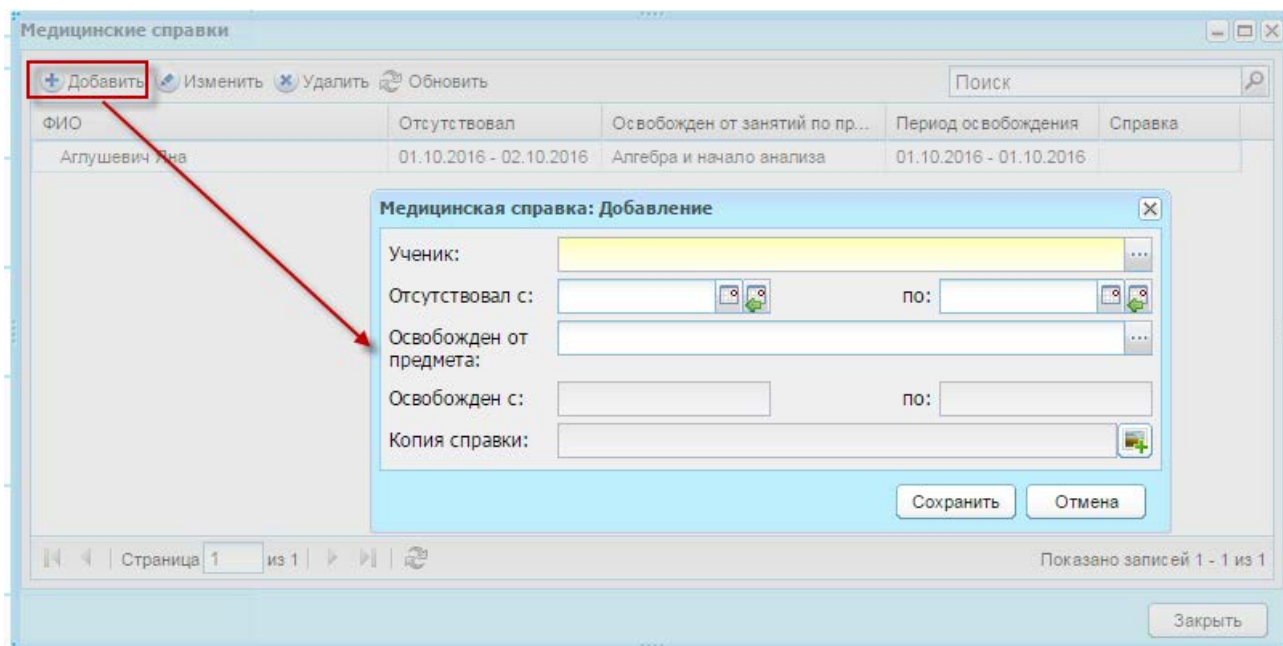 Медицинские справки
Добавить Изменить Удалить Обновить Поиск
ФИО Отсутствовал Освобожден от занятий по пр... Период освобождения Справка
Аглушевич Яна 01.10.2016 - 02.10.2016 Алгебра и начало анализа 01.10.2016 - 01.10.2016
Медицинская справка: Добавление
Ученик:
Отсутствовал с: по:
Освобожден от
предмета:
Освобожден с: по:
Копия справки:
Сохранить Отмена
Страница 1 из 1 Показано записей 1 - 1 из 1
Закрыть